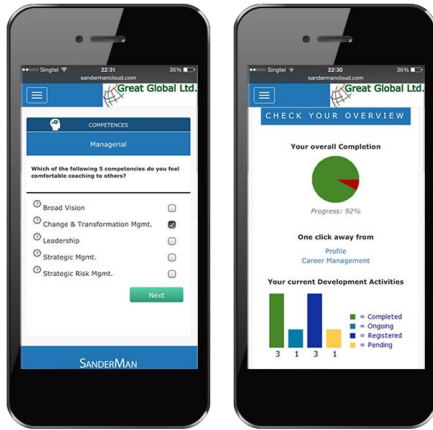 Singtel 22:31 36%
sandermancloud.com
Great Global Ltd.
COMPETENCES
Managerial
Which of the following 5 competencies do you feel
comfortable coaching to others?
Broad Vision
Change & Transformation Mgmt.
Leadership
Strategic Mgmt.
Strategic Risk Mgmt.
Next
SANDERMAN
Singtel 22:30 36%
sandermancloud.com
Great Global Ltd.
CHECK YOUR OVERVIEW
Your overall Completion
Progress: 92%
One click away from
Profile
Career Management
Your current Development Activities
= Completed
= Ongoing
= Registered
= Pending
3 1 3 1